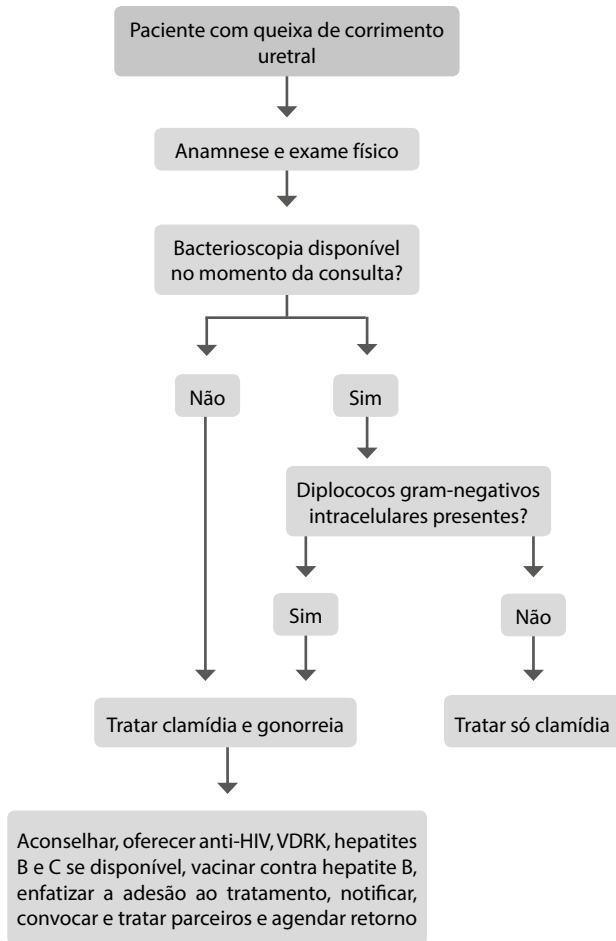 Paciente com queixa de corrimento
uretral
Anamnese e exame físico
Bacterioscopia disponível
no momento da consulta?
Não
Sim
Diplococos gram-negativos
intracelulares presentes?
Sim
Não
Tratar clamídia e gonorreia
Tratar só clamídia
Aconselhar, oferecer anti-HIV, VDRK, hepatites
B e C se disponível, vacinar contra hepatite B,
enfatizar a adesão ao tratamento, notificar,
convocar e tratar parceiros e agendar retorno